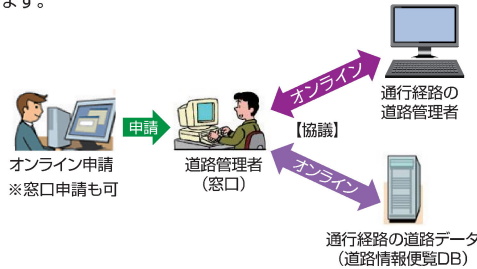 ます。
オンライン
通行経路の
道路管理者
申請
【協議】
オンライン申請
※窓口申請も可
道路管理者
（窓口）
オンライン
通行経路の道路データ
（道路情報便覧DB）